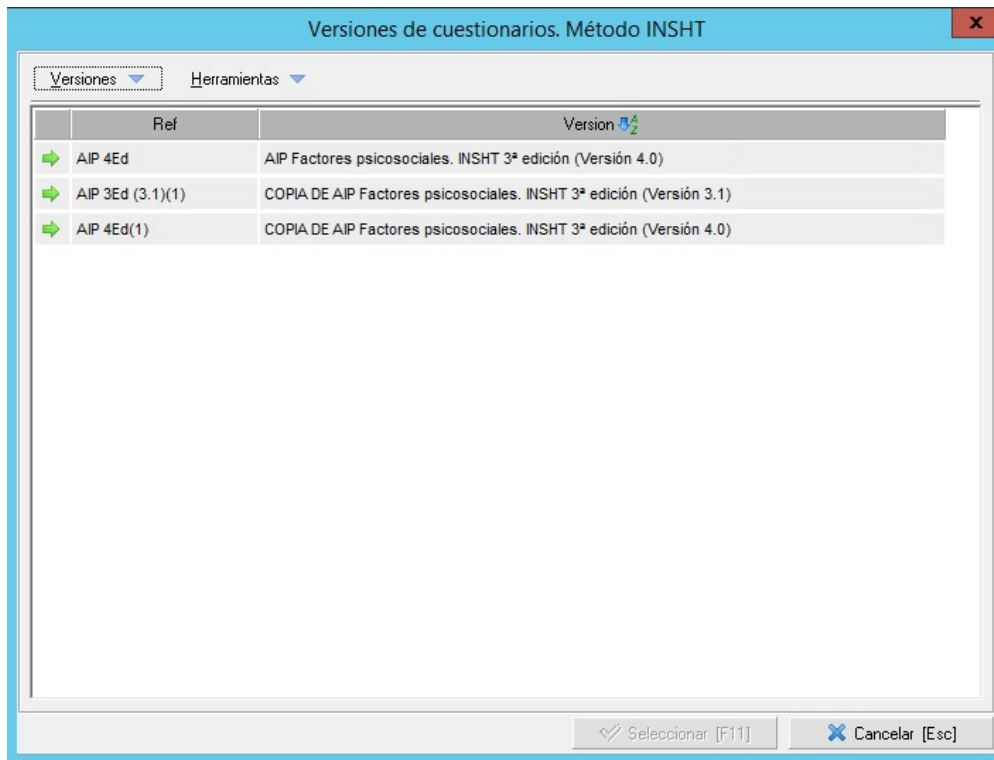 Versiones de cuestionarios. Método INSHT
x
Versiones Herramientas
Ref Version
AIP 4Ed AIP Factores psicosociales. INSHT 3ª edición (Versión 4.0)
AIP 3Ed (3.1)(1) COPIA DE AIP Factores psicosociales. INSHT 3ª edición (Versión 3.1)
AIP 4Ed(1) COPIA DE AIP Factores psicosociales. INSHT 3ª edición (Versión 4.0)
Seleccionar [F11] Cancelar [Esc]